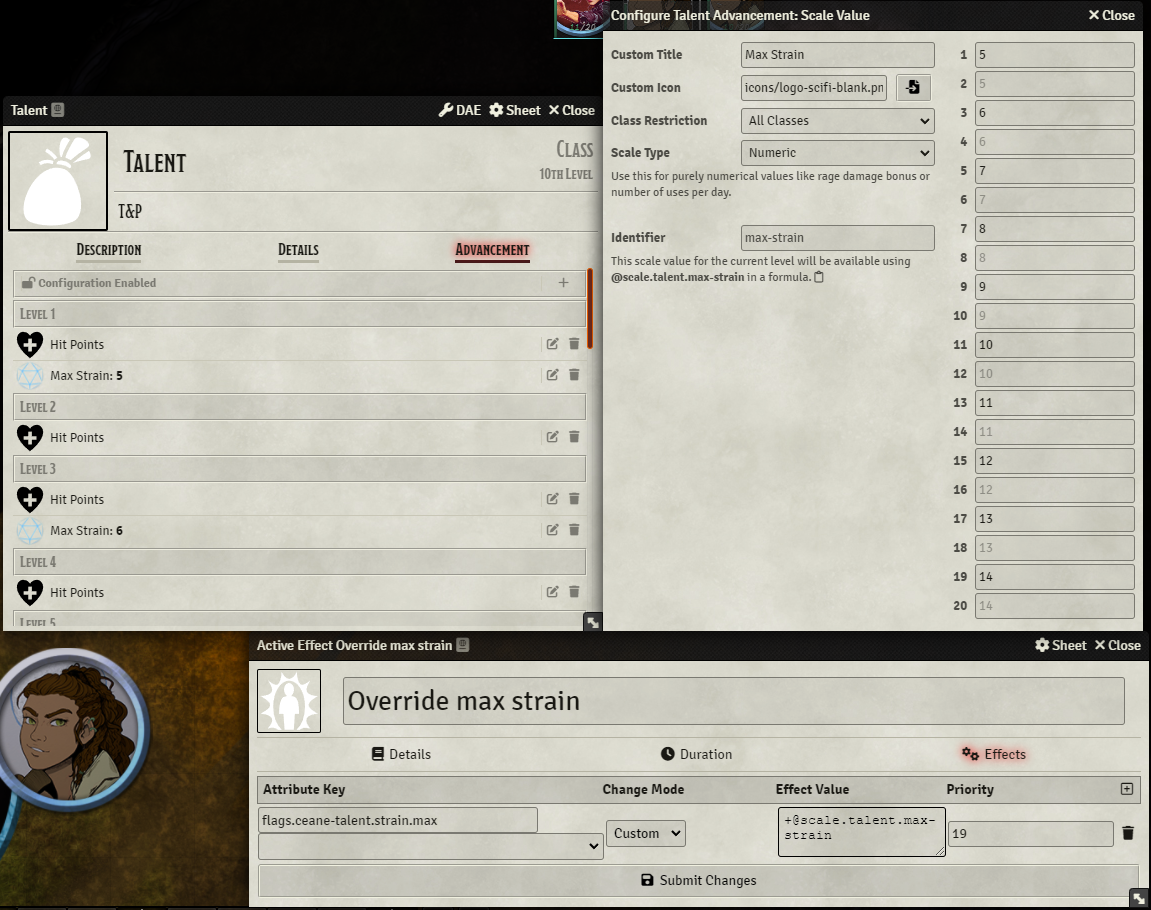 11/20
Configure Talent Advancement: Scale Value
Close
Custom Title
Max Strain
Custom Icon
icons/logo-scifi-blank.pn
Class Restriction
All Classes
Scale Type
Numeric
Use this for purely numerical values like rage damage bonus or
number of uses per day.
Identifier
max-strain
This scale value for the current level will be available using
@scale.talent.max-strain in a formula.
1 5
2 5
3 6
4 6
5 7
6 7
7 8
8 8
9 9
10 9
11 10
12 10
13 11
14 11
15 12
16 12
17 13
18 13
19 14
20 14
Talent
DAE Sheet Close
Talent
Class
10th Level
T&P
Description Details Advancement
Configuration Enabled
Level 1
Hit Points
Max Strain: 5
Level 2
Hit Points
Level 3
Hit Points
Max Strain: 6
Level 4
Hit Points
Level 5
Active Effect Override max strain
Sheet Close
Override max strain
Details Duration Effects
Attribute Key Change Mode Effect Value Priority
flags.ceane-talent.strain.max
Custom
+@scale.talent.max-
strain
19
Submit Changes